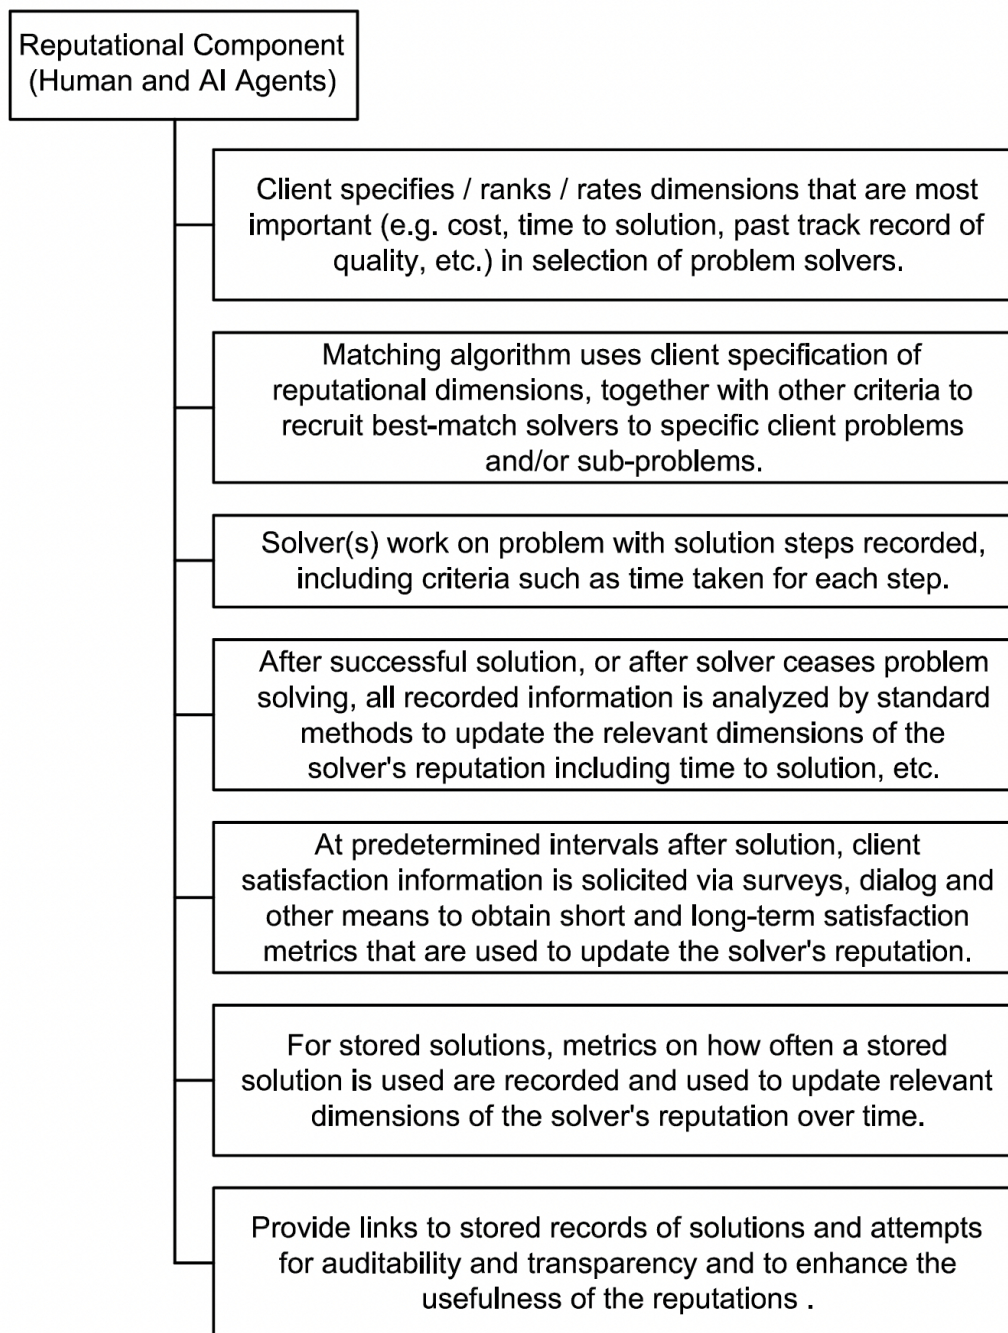 Reputational Component
(Human and AI Agents)
Client specifies / ranks / rates dimensions that are most
important (e.g. cost, time to solution, past track record of
quality, etc.) in selection of problem solvers.
Matching algorithm uses client specification of
reputational dimensions, together with other criteria to
recruit best-match solvers to specific client problems
and/or sub-problems.
Solver(s) work on problem with solution steps recorded,
including criteria such as time taken for each step.
After successful solution, or after solver ceases problem
solving, all recorded information is analyzed by standard
methods to update the relevant dimensions of the
solver's reputation including time to solution, etc.
At predetermined intervals after solution, client
satisfaction information is solicited via surveys, dialog and
other means to obtain short and long-term satisfaction
metrics that are used to update the solver's reputation.
For stored solutions, metrics on how often a stored
solution is used are recorded and used to update relevant
dimensions of the solver's reputation over time.
Provide links to stored records of solutions and attempts
for auditability and transparency and to enhance the
usefulness of the reputations .